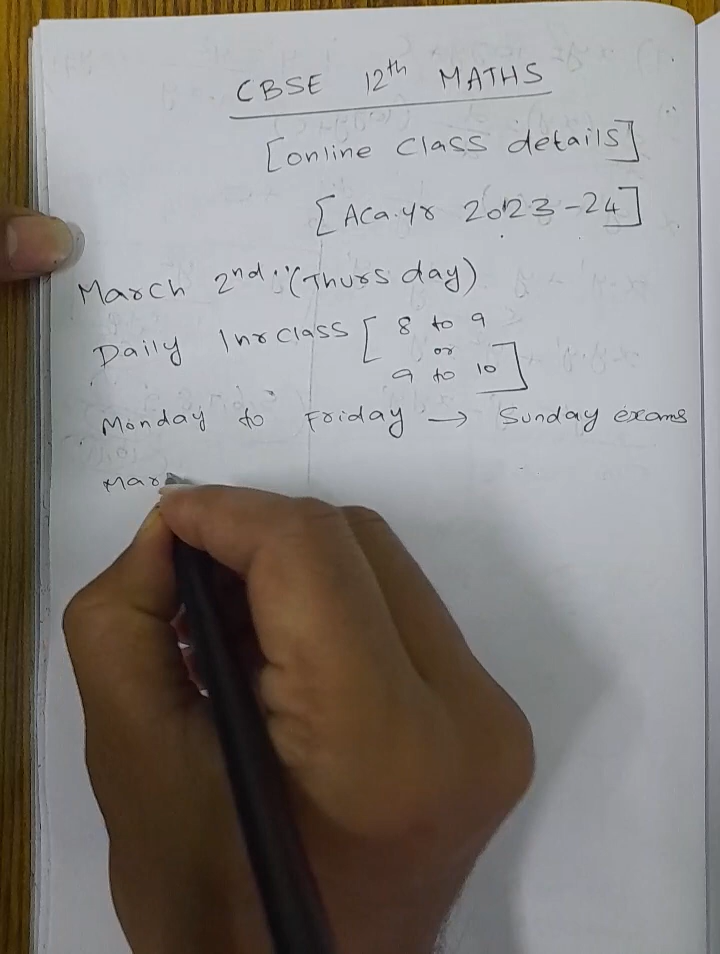 CBSE 12th MATHS
[online class details]
[Aca.yr 2023-24]
March 2nd. (Thursday)
Daily 1hr class [8 to 9
or
9 to 10]
Monday to Friday → Sunday exams
Mar